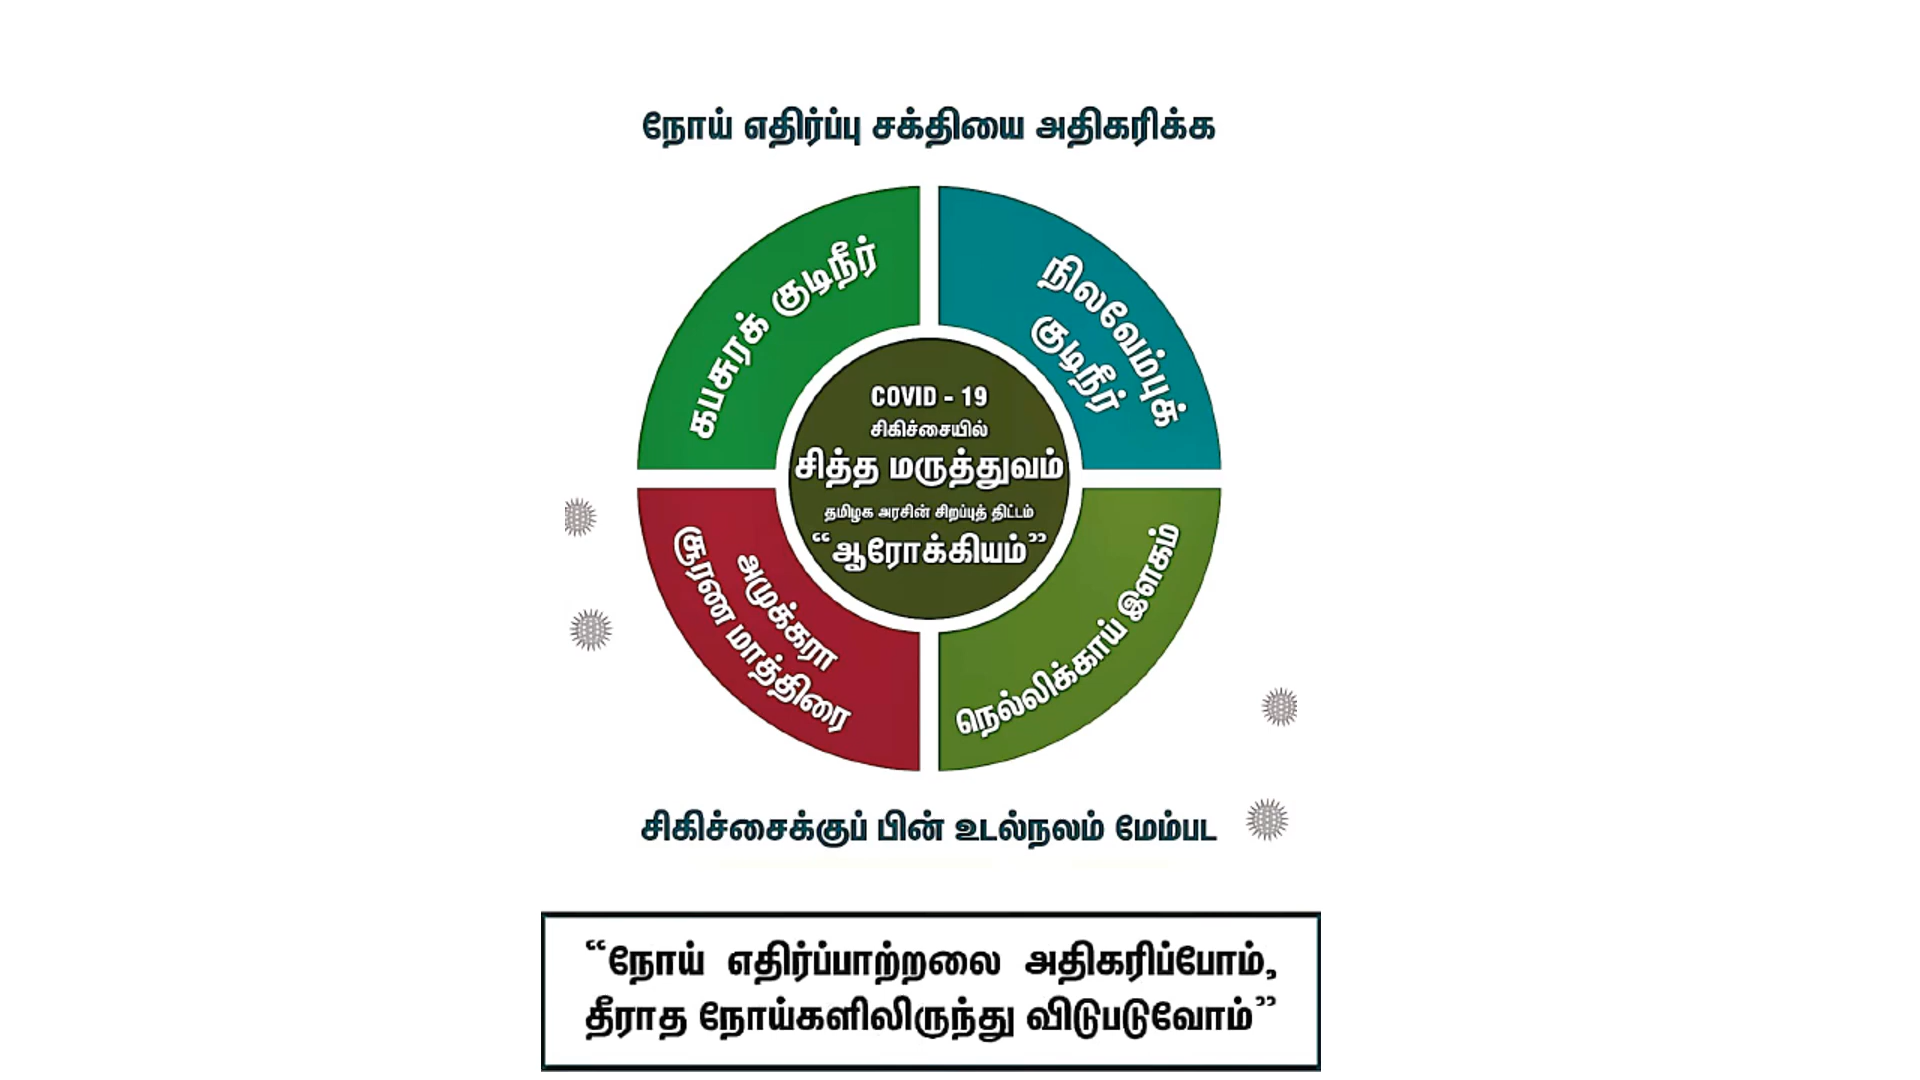 நோய் எதிர்ப்பு சக்தியை அதிகரிக்க
கபசுரக் குடிநீர்
நிலவேம்புக்
குடிநீர்
COVID - 19
சிகிச்சையில்
சித்த மருத்துவம்
தமிழக அரசின் சிறப்புத் திட்டம்
“ஆரோக்கியம்”
அமுக்கரா
சூரண மாத்திரை
நெல்லிக்காய் இளகம்
சிகிச்சைக்குப் பின் உடல்நலம் மேம்பட
“நோய் எதிர்ப்பாற்றலை அதிகரிப்போம்,
தீராத நோய்களிலிருந்து விடுபடுவோம்”